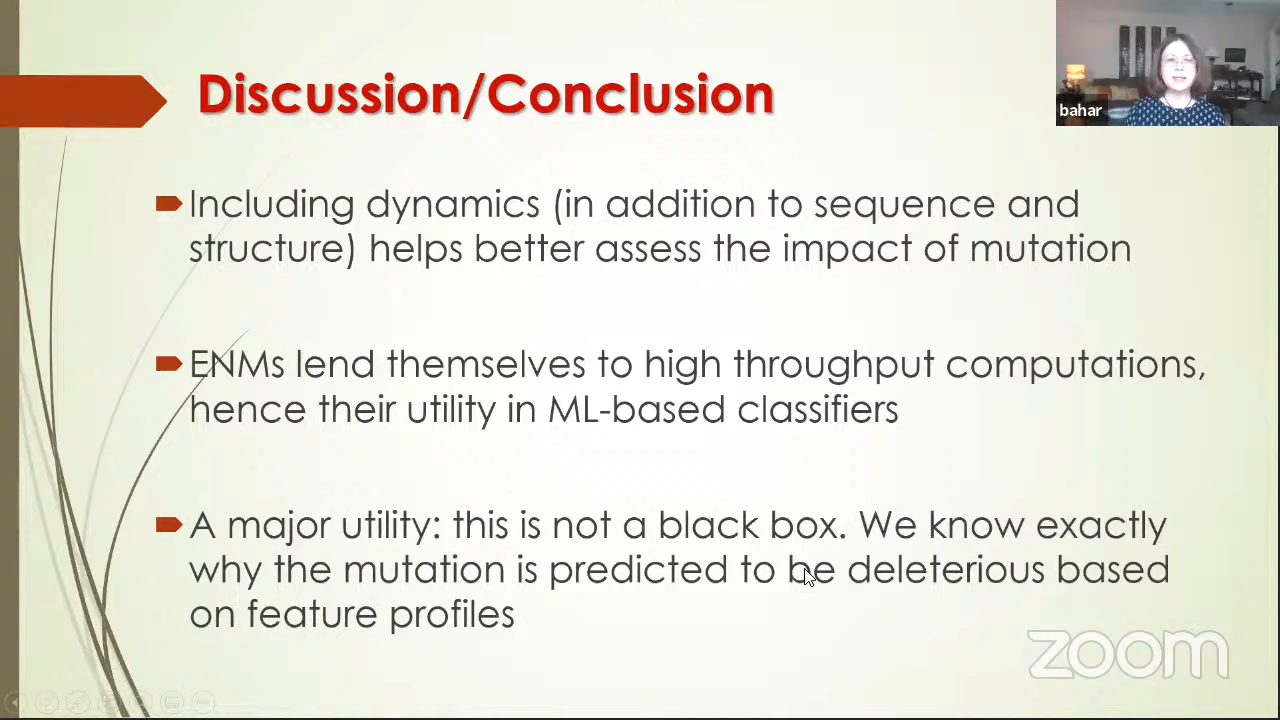 Discussion/Conclusion
bahar
Including dynamics (in addition to sequence and
structure) helps better assess the impact of mutation
ENMs lend themselves to high throughput computations,
hence their utility in ML-based classifiers
A major utility: this is not a black box. We know exactly
why the mutation is predicted to be deleterious based
on feature profiles
zoom